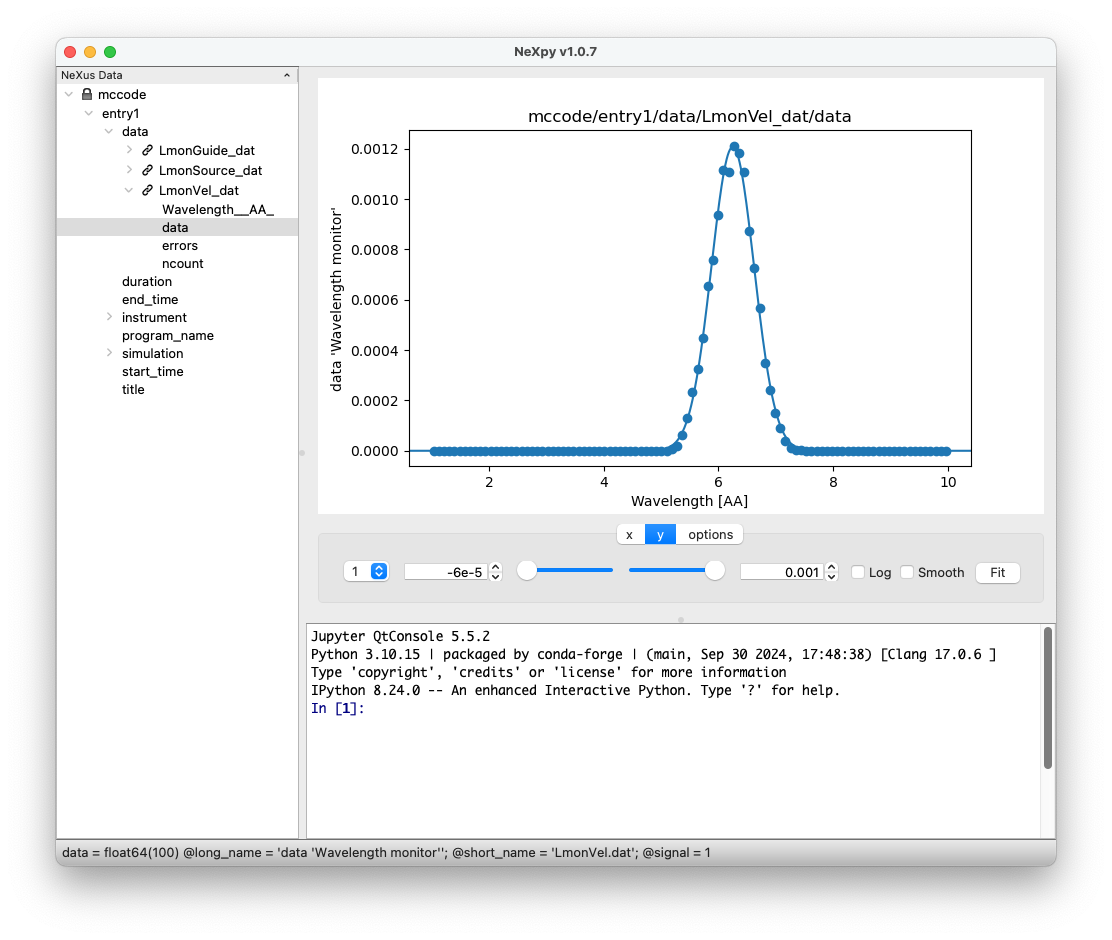 NeXpy v1.0.7
NeXus Data
mccode
entry1
data
LmonGuide_dat
LmonSource_dat
LmonVel_dat
Wavelength__AA_
data
errors
ncount
duration
end_time
instrument
program_name
simulation
start_time
title
mccode/entry1/data/LmonVel_dat/data
data 'Wavelength monitor'
0.0012
0.0010
0.0008
0.0006
0.0004
0.0002
0.0000
2 4 6 8 10
Wavelength [AA]
x y options
1 -6e-5 0.001 Log Smooth Fit
Jupyter QtConsole 5.5.2
Python 3.10.15 | packaged by conda-forge | (main, Sep 30 2024, 17:48:38) [Clang 17.0.6 ]
Type 'copyright', 'credits' or 'license' for more information
IPython 8.24.0 -- An enhanced Interactive Python. Type '?' for help.
In [1]:
data = float64(100) @long_name = 'data 'Wavelength monitor''; @short_name = 'LmonVel.dat'; @signal = 1